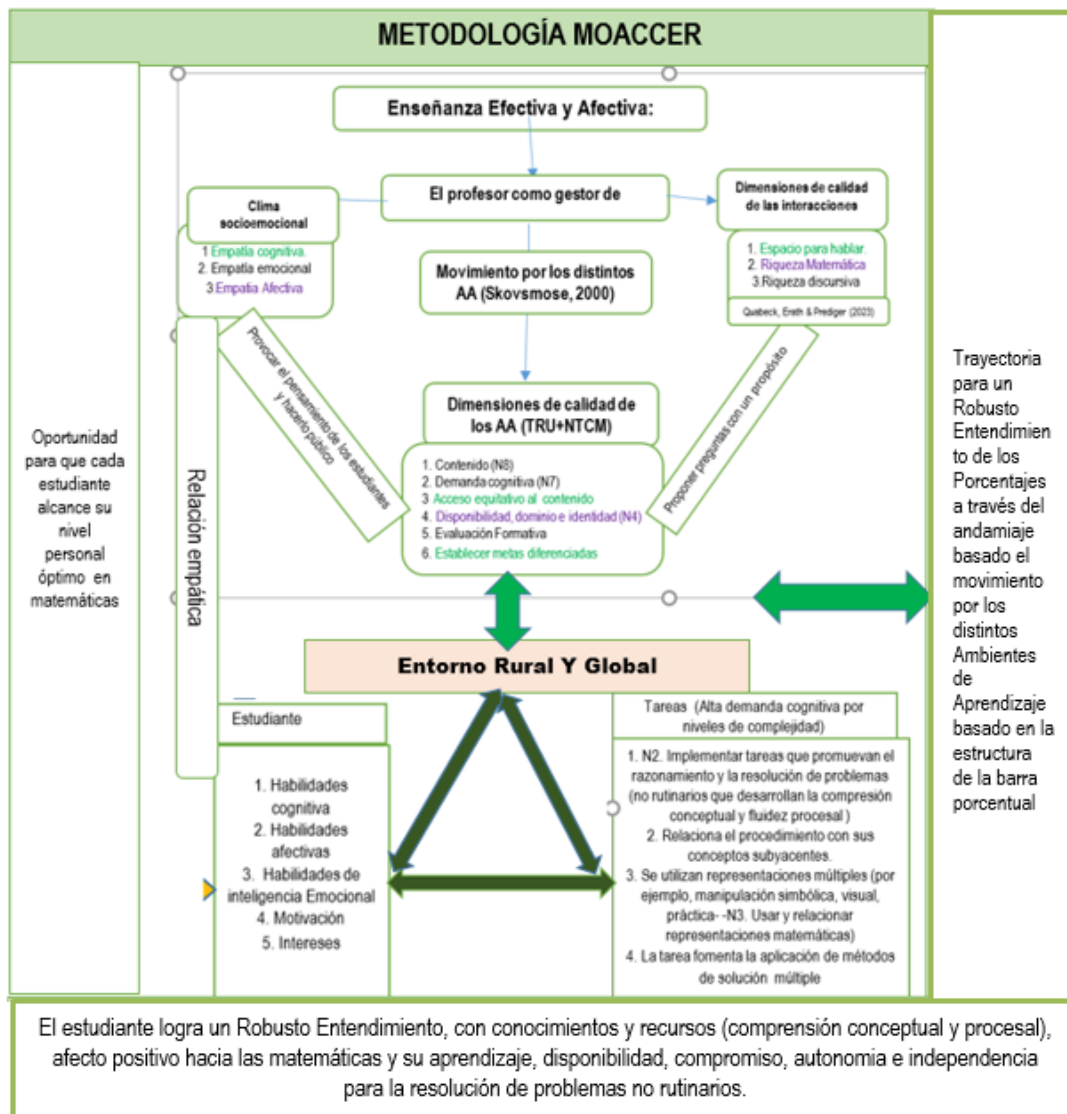 METODOLOGÍA MOACCER
Enseñanza Efectiva y Afectiva:
El profesor como gestor de
Clima
socioemocional
1 Empatía cognitiva.
2. Empatía emocional
3.Empatia Afectiva
Movimiento por los distintos
AA (Skovsmose, 2000)
Dimensiones de calidad
de las interacciones
1. Espacio para hablar.
2. Riqueza Matemática
3.Riqueza discursiva
Quabeck, Erath & Prediger (2023)
Provocar el pensamiento de los estudiantes
y hacerlo público
Proponer preguntas con un propósito
Dimensiones de calidad de
los AA (TRU+NTCM)
1. Contenido (N8)
2. Demanda cognitiva (N7)
3 Acceso equitativo al contenido
4. Disponibilidad, dominio e identidad (N4)
5. Evaluación Formativa
6. Establecer metas diferenciadas
Oportunidad
para que cada
estudiante
alcance su
nivel
personal
óptimo en
matemáticas
Relación empática
Trayectoria
para un
Robusto
Entendimien
to de los
Porcentajes
a través del
andamiaje
basado el
movimiento
por los
distintos
Ambientes
de
Aprendizaje
basado en la
estructura
de la barra
porcentual
Entorno Rural Y Global
Estudiante
1. Habilidades
cognitiva
2. Habilidades
afectivas
3. Habilidades de
inteligencia Emocional
4. Motivación
5. Intereses
Tareas (Alta demanda cognitiva por
niveles de complejidad)
1. N2. Implementar tareas que promuevan el
razonamiento y la resolución de problemas
(no rutinarios que desarrollan la compresión
conceptual y fluidez procesal )
2. Relaciona el procedimiento con sus
conceptos subyacentes.
3. Se utilizan representaciones múltiples (por
ejemplo, manipulación simbólica, visual,
práctica- -N3. Usar y relacionar
representaciones matemáticas)
4. La tarea fomenta la aplicación de métodos
de solución múltiple
El estudiante logra un Robusto Entendimiento, con conocimientos y recursos (comprensión conceptual y procesal),
afecto positivo hacia las matemáticas y su aprendizaje, disponibilidad, compromiso, autonomia e independencia
para la resolución de problemas no rutinarios.